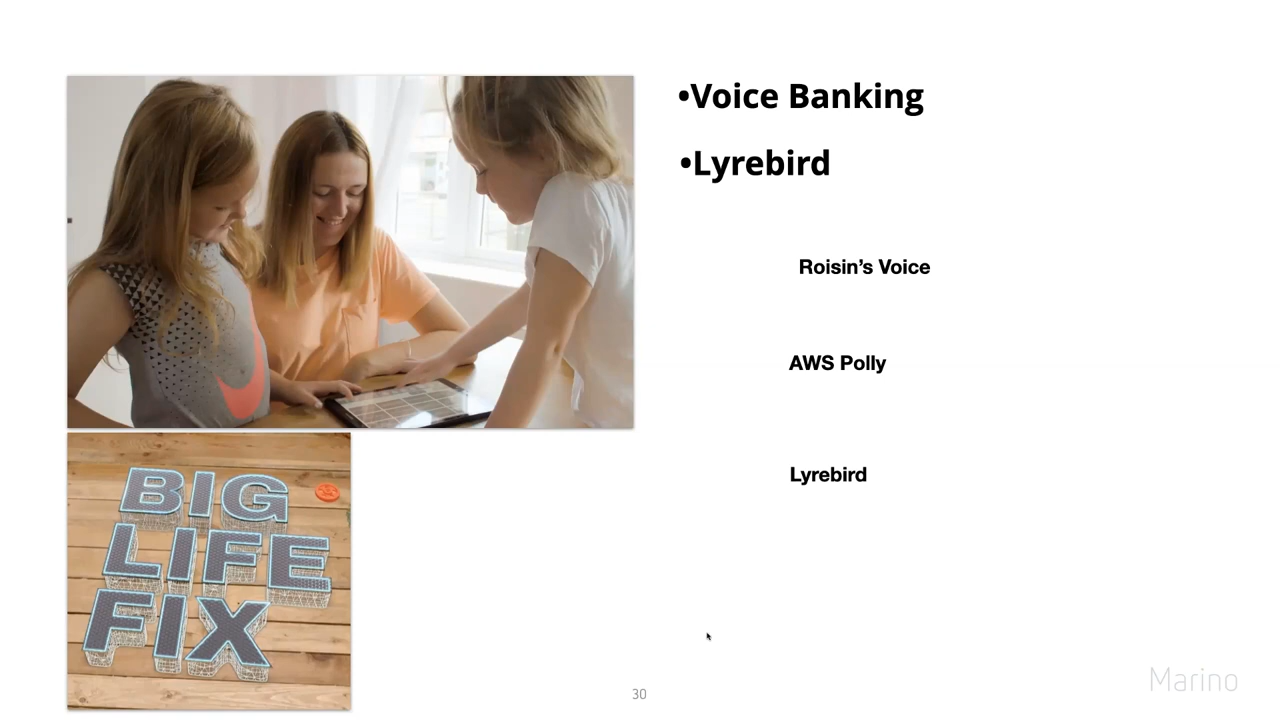 •Voice Banking
•Lyrebird
Roisin’s Voice
AWS Polly
Lyrebird
BIG
LIFE
FIX
30
Marino